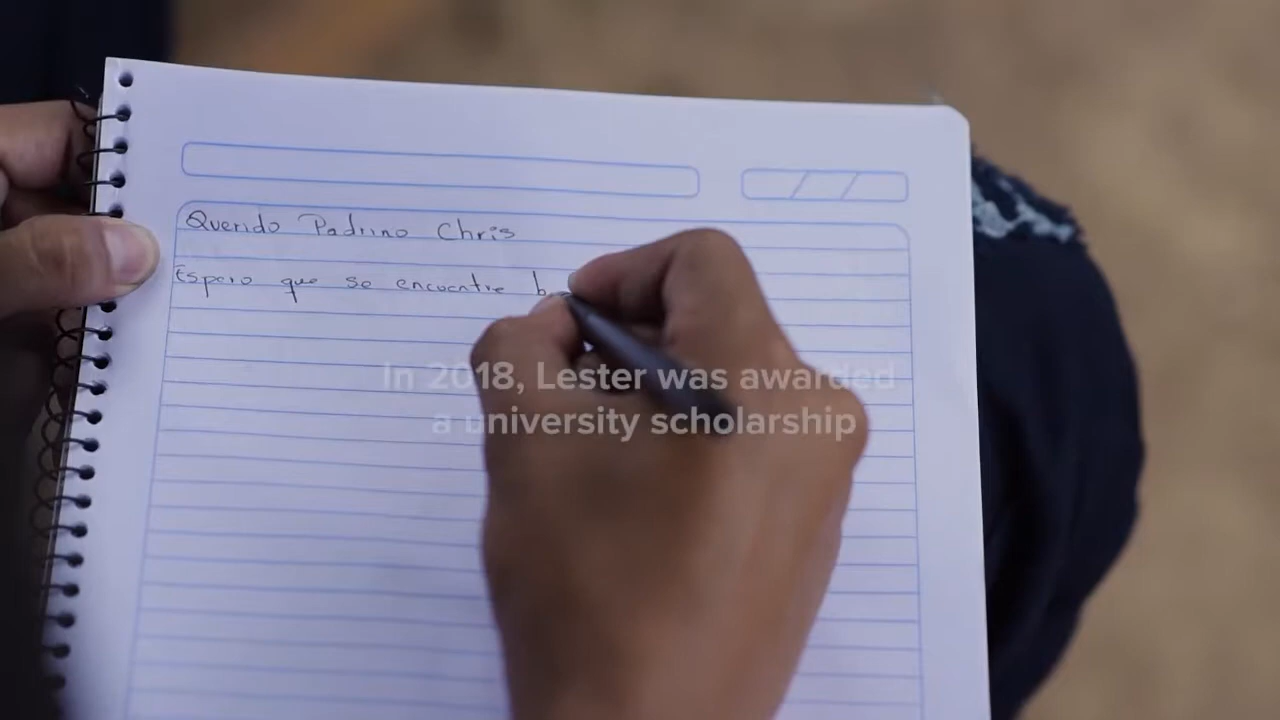 Querido Padrino Chris
Espero que se encuentre b
In 2018, Lester was awarded
a university scholarship